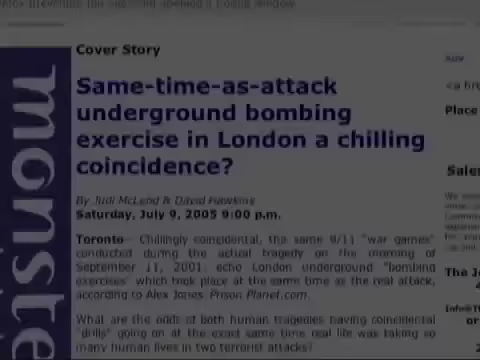 Cover Story
Same-time-as-attack
underground bombing
exercise in London a chilling
coincidence?
By Judi McLeod & David Hawkins
Saturday, July 9, 2005 9:00 p.m.
Toronto- Chillingly coincidental, the same 9/11 "war games"
conducted during the actual tragedy on the morning of
September 11, 2001, echo London underground "bombing
exercises" which took place at the same time as the real attack,
according to Alex Jones, Prison Planet.com.
What are the odds of both human tragedies having coincidental
"drills" going on at the exact same time real life was taking so
many human lives in two terrorist attacks?
monste
ADV
Place
Sale
The Jo
or